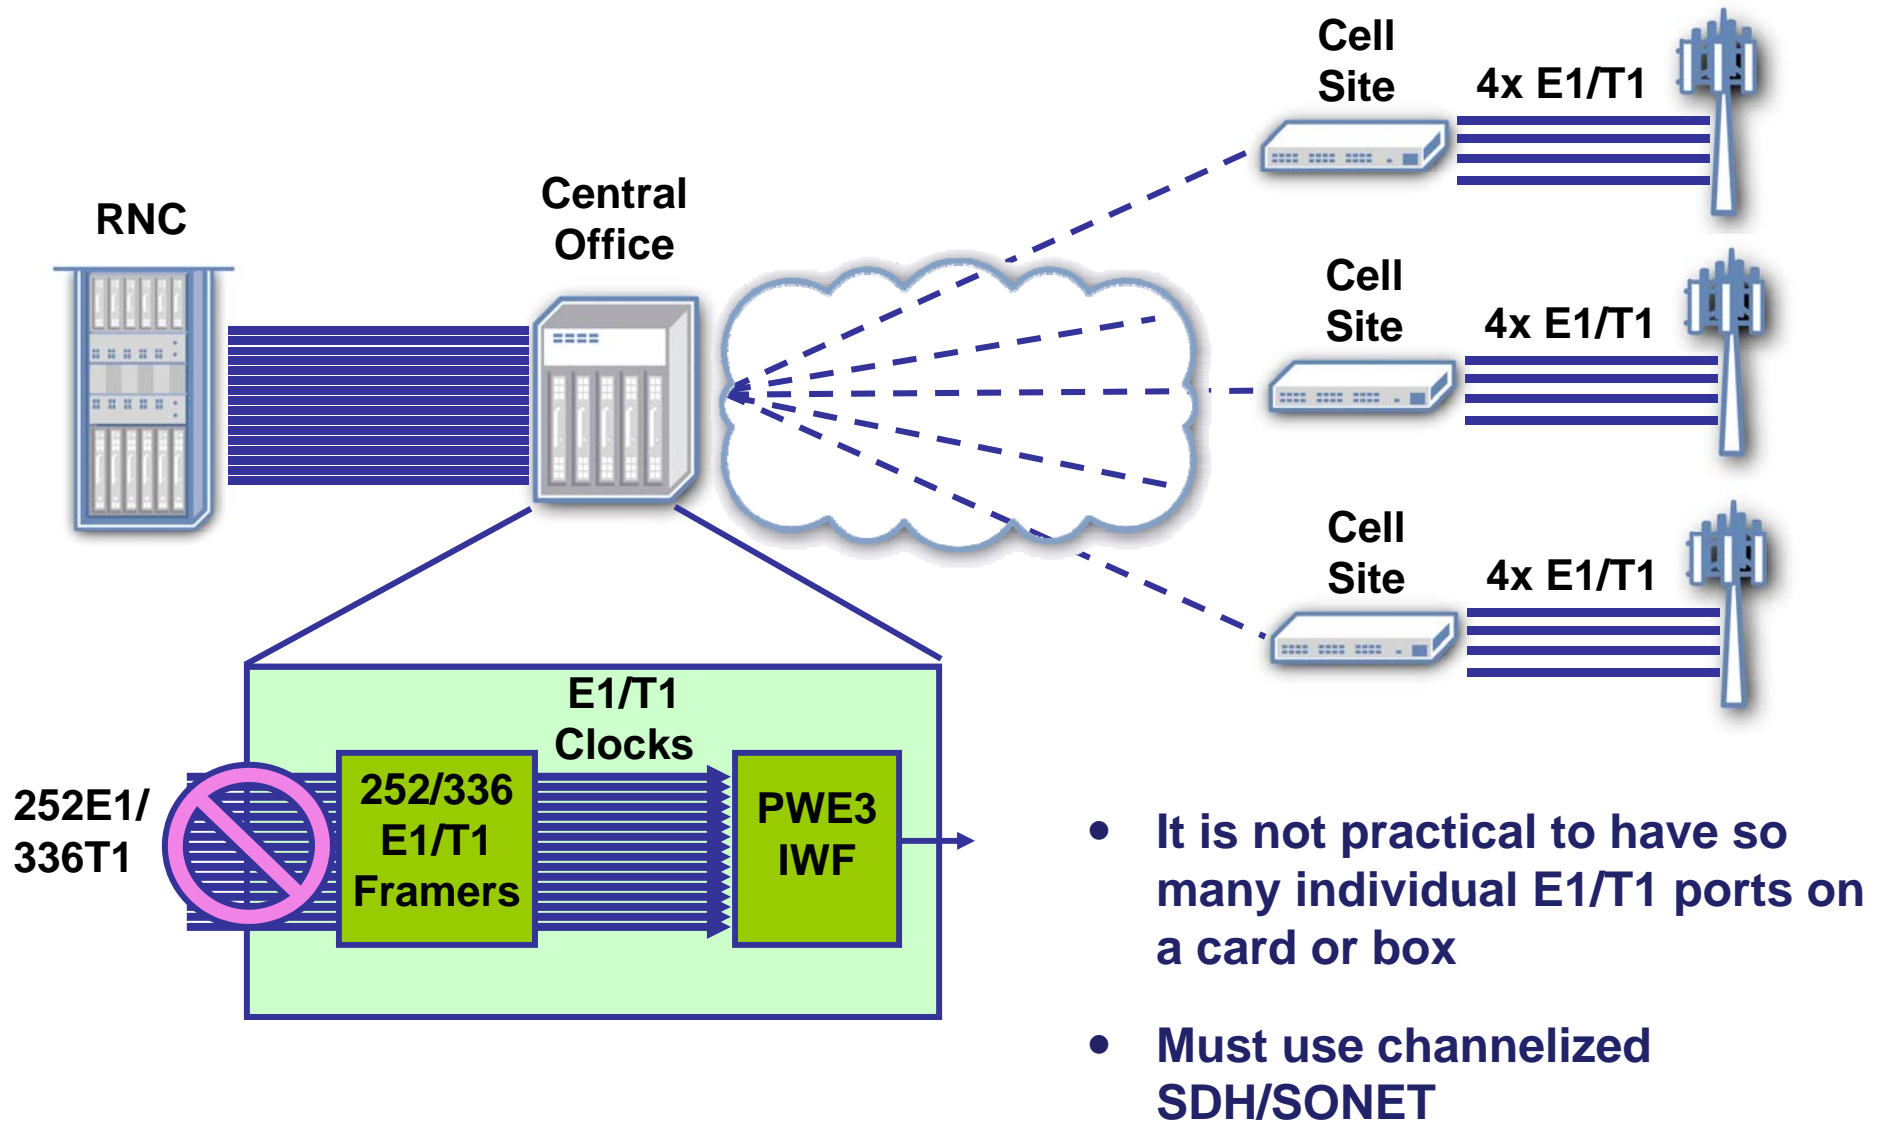 Cell
Site
4x E1/T1
RNC
Central
Office
Cell
Site
4x E1/T1
Cell
Site
4x E1/T1
E1/T1
Clocks
252E1/
336T1
252/336
E1/T1
Framers
PWE3
IWF
• It is not practical to have so
many individual E1/T1 ports on
a card or box
• Must use channelized
SDH/SONET